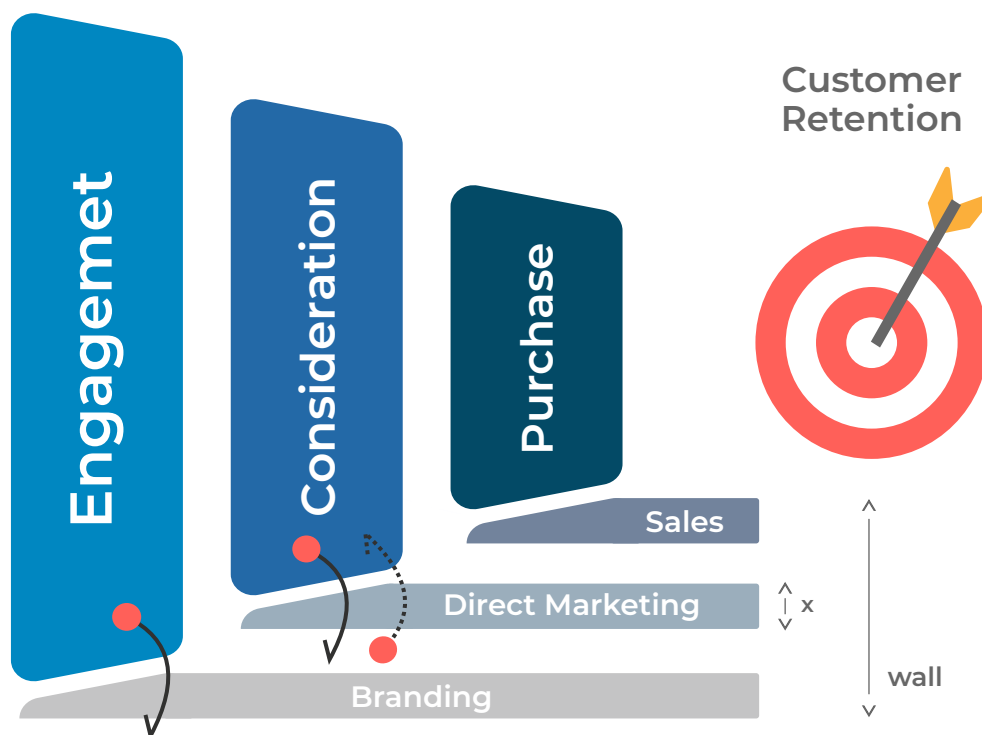 Engagemet
Consideration
Purchase
Customer
Retention
Sales
Direct Marketing
x
wall
Branding